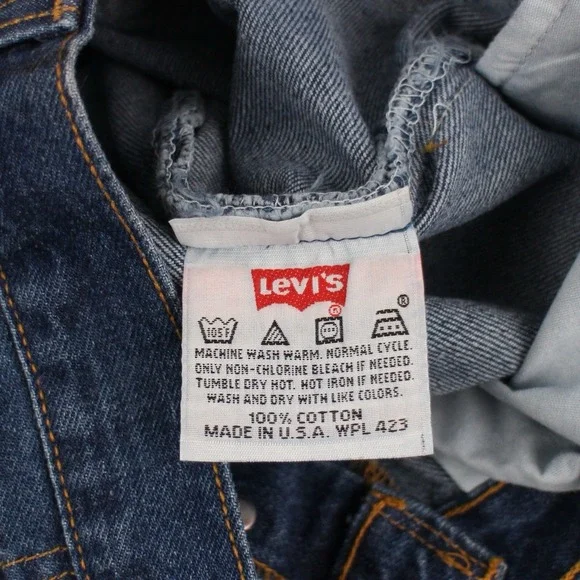 Levi's
®
105F
®
MACHINE WASH WARM. NORMAL CYCLE.
ONLY NON-CHLORINE BLEACH IF NEEDED.
TUMBLE DRY HOT. HOT IRON IF NEEDED.
WASH AND DRY WITH LIKE COLORS.
100% COTTON
MADE IN U.S.A. WPL 423